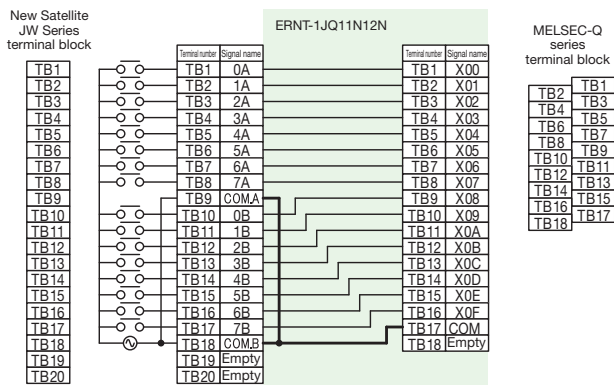 New Satellite
JW Series
terminal block
TB1
TB2
TB3
TB4
TB5
TB6
TB7
TB8
TB9
TB10
TB11
TB12
TB13
TB14
TB15
TB16
TB17
TB18
TB19
TB20
Terminal number Signal name
TB1 0A
TB2 1A
TB3 2A
TB4 3A
TB5 4A
TB6 5A
TB7 6A
TB8 7A
TB9 COM.A
TB10 0B
TB11 1B
TB12 2B
TB13 3B
TB14 4B
TB15 5B
TB16 6B
TB17 7B
TB18 COM.B
TB19 Empty
TB20 Empty
ERNT-1JQ11N12N
Terminal number Signal name
TB1 X00
TB2 X01
TB3 X02
TB4 X03
TB5 X04
TB6 X05
TB7 X06
TB8 X07
TB9 X08
TB10 X09
TB11 X0A
TB12 X0B
TB13 X0C
TB14 X0D
TB15 X0E
TB16 X0F
TB17 COM
TB18 Empty
MELSEC-Q
series
terminal block
TB1
TB2
TB3
TB4
TB5
TB6
TB7
TB8
TB9
TB10
TB11
TB12
TB13
TB14
TB15
TB16
TB17
TB18